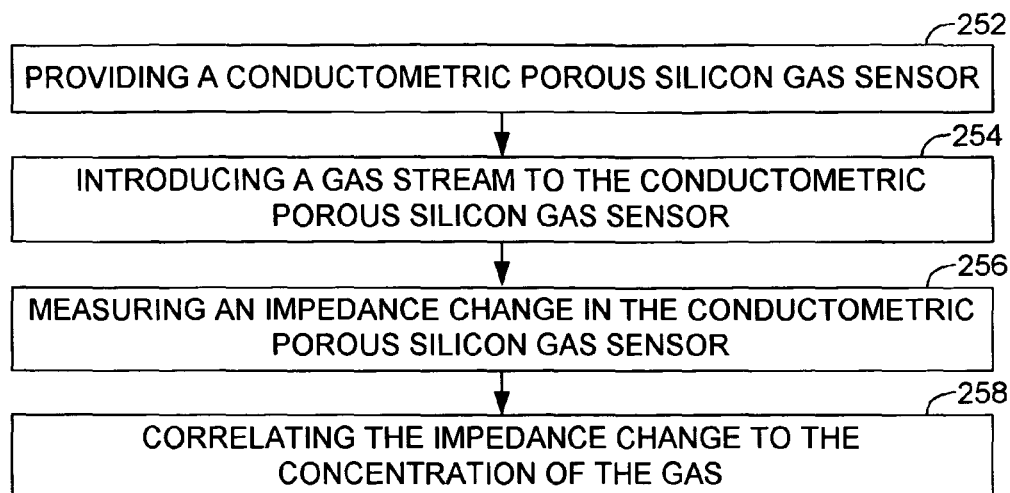 252
PROVIDING A CONDUCTOMETRIC POROUS SILICON GAS SENSOR
254
INTRODUCING A GAS STREAM TO THE CONDUCTOMETRIC
POROUS SILICON GAS SENSOR
256
MEASURING AN IMPEDANCE CHANGE IN THE CONDUCTOMETRIC
POROUS SILICON GAS SENSOR
258
CORRELATING THE IMPEDANCE CHANGE TO THE
CONCENTRATION OF THE GAS